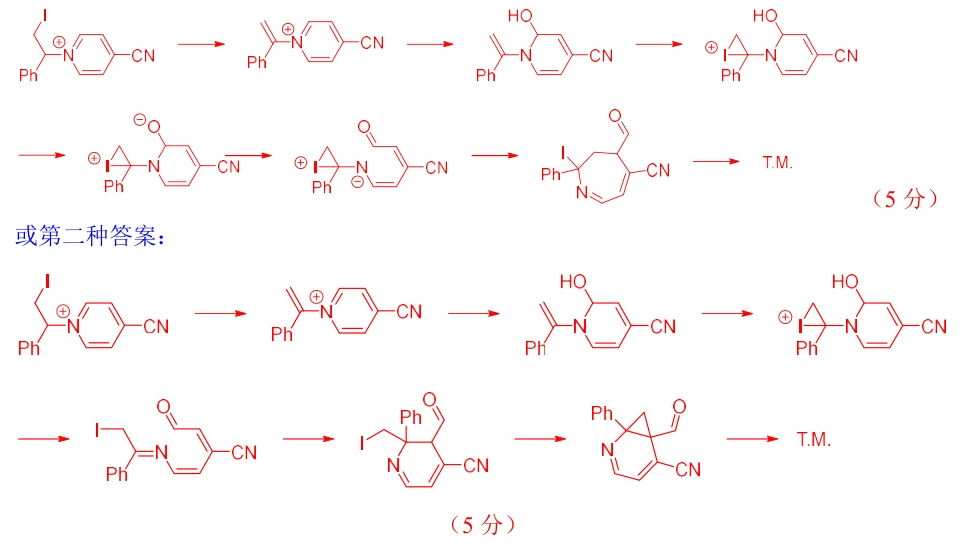 I HO HO
⊕ N CN ⊕ N CN N CN ⊕ I N CN
Ph Ph Ph Ph
⊖ O O O
⊕ I N CN ⊕ I N CN I CN T.M.
Ph Ph ⊖ Ph N
(5 分)
或第二种答案:
I HO HO
⊕ N CN ⊕ N CN N CN ⊕ I N CN
Ph Ph Ph Ph
O Ph O Ph O
I N CN I N CN N CN T.M.
Ph
(5 分)